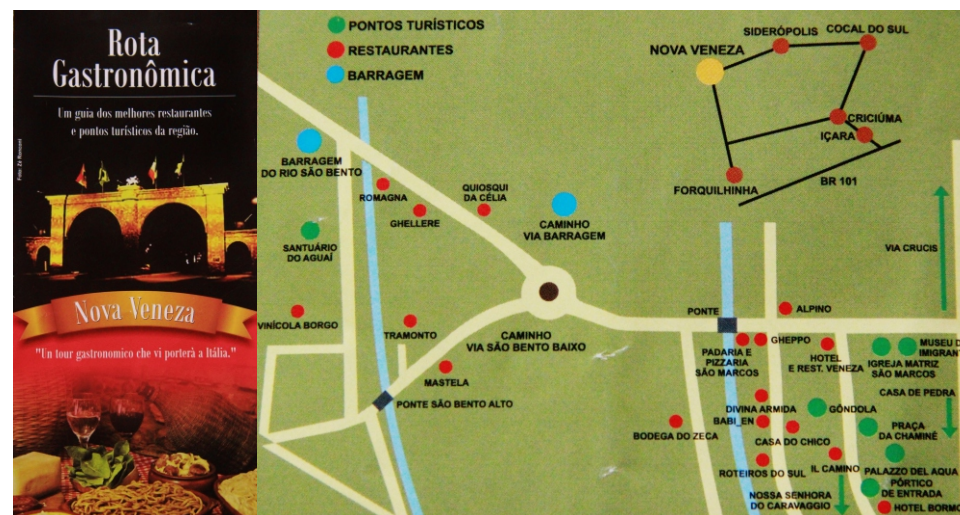 Rota
Gastronômica
Um guia dos melhores restaurantes
e pontos turísticos da região.
Nova Veneza
"Un tour gastronomico che vi porterà a Itália."
PONTOS TURÍSTICOS
RESTAURANTES
BARRAGEM
SIDERÓPOLIS
COCAL DO SUL
NOVA VENEZA
CRICIÚMA
IÇARA
FORQUILHINHA
BR 101
BARRAGEM
DO RIO SÃO BENTO
ROMAGNA
GHELLERE
QUIOSQUI
DA CÉLIA
CAMINHO
VIA BARRAGEM
SANTUÁRIO
DO AGUAÍ
VIA CRUCIS
VINÍCOLA BORGO
TRAMONTO
CAMINHO
VIA SÃO BENTO BAIXO
MASTELA
PONTE SÃO BENTO ALTO
PONTE
ALPINO
PADARIA E
PIZZARIA
SÃO MARCOS
GHEPPO
HOTEL
E REST. VENEZA
MUSEU D
IMIGRANT
IGREJA MATRIZ
SÃO MARCOS
CASA DE PEDRA
DIVINA ARMIDA
GÔNDOLA
BABI_EN
BODEGA DO ZECA
CASA DO CHICO
PRAÇA
DA CHAMINÉ
ROTEIROS DO SUL
IL CAMINO
PALAZZO DEL AQUA
PÓRTICO
DE ENTRADA
NOSSA SENHORA
DO CARAVAGGIO
HOTEL BORMO